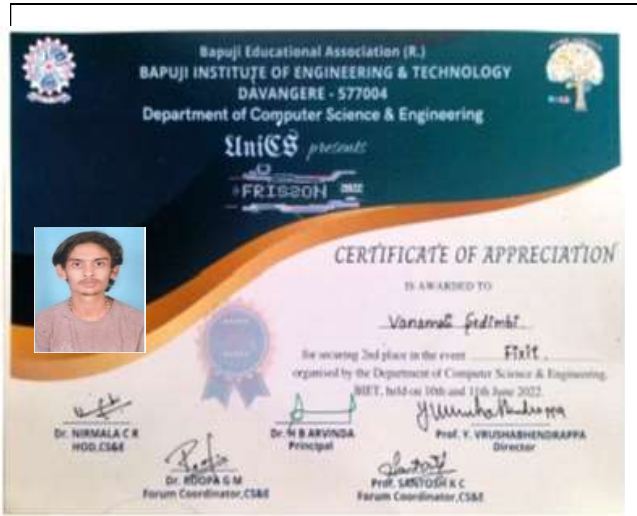 Bapuji Educational Association (R.)
BAPUJI INSTITUTE OF ENGINEERING & TECHNOLOGY
DAVANGERE - 577004
Department of Computer Science & Engineering
UniCS presents
FRISSON 2022
CERTIFICATE OF APPRECIATION
IS AWARDED TO
Vanamali
for securing 2nd place in the event Fixit.
organised by the Department of Computer Science & Engineering,
BIET, held on 10th and 11th June 2022
Dr. NIRMALA C R
HOD,CS&E
Dr. H B ARVINDA
Principal
Prof. Y. VRUSHABHENDRAPPA
Director
Dr. ROOPA G M
Forum Coordinator,CS&E
Prof. SANTOSH K C
Forum Coordinator,CS&E